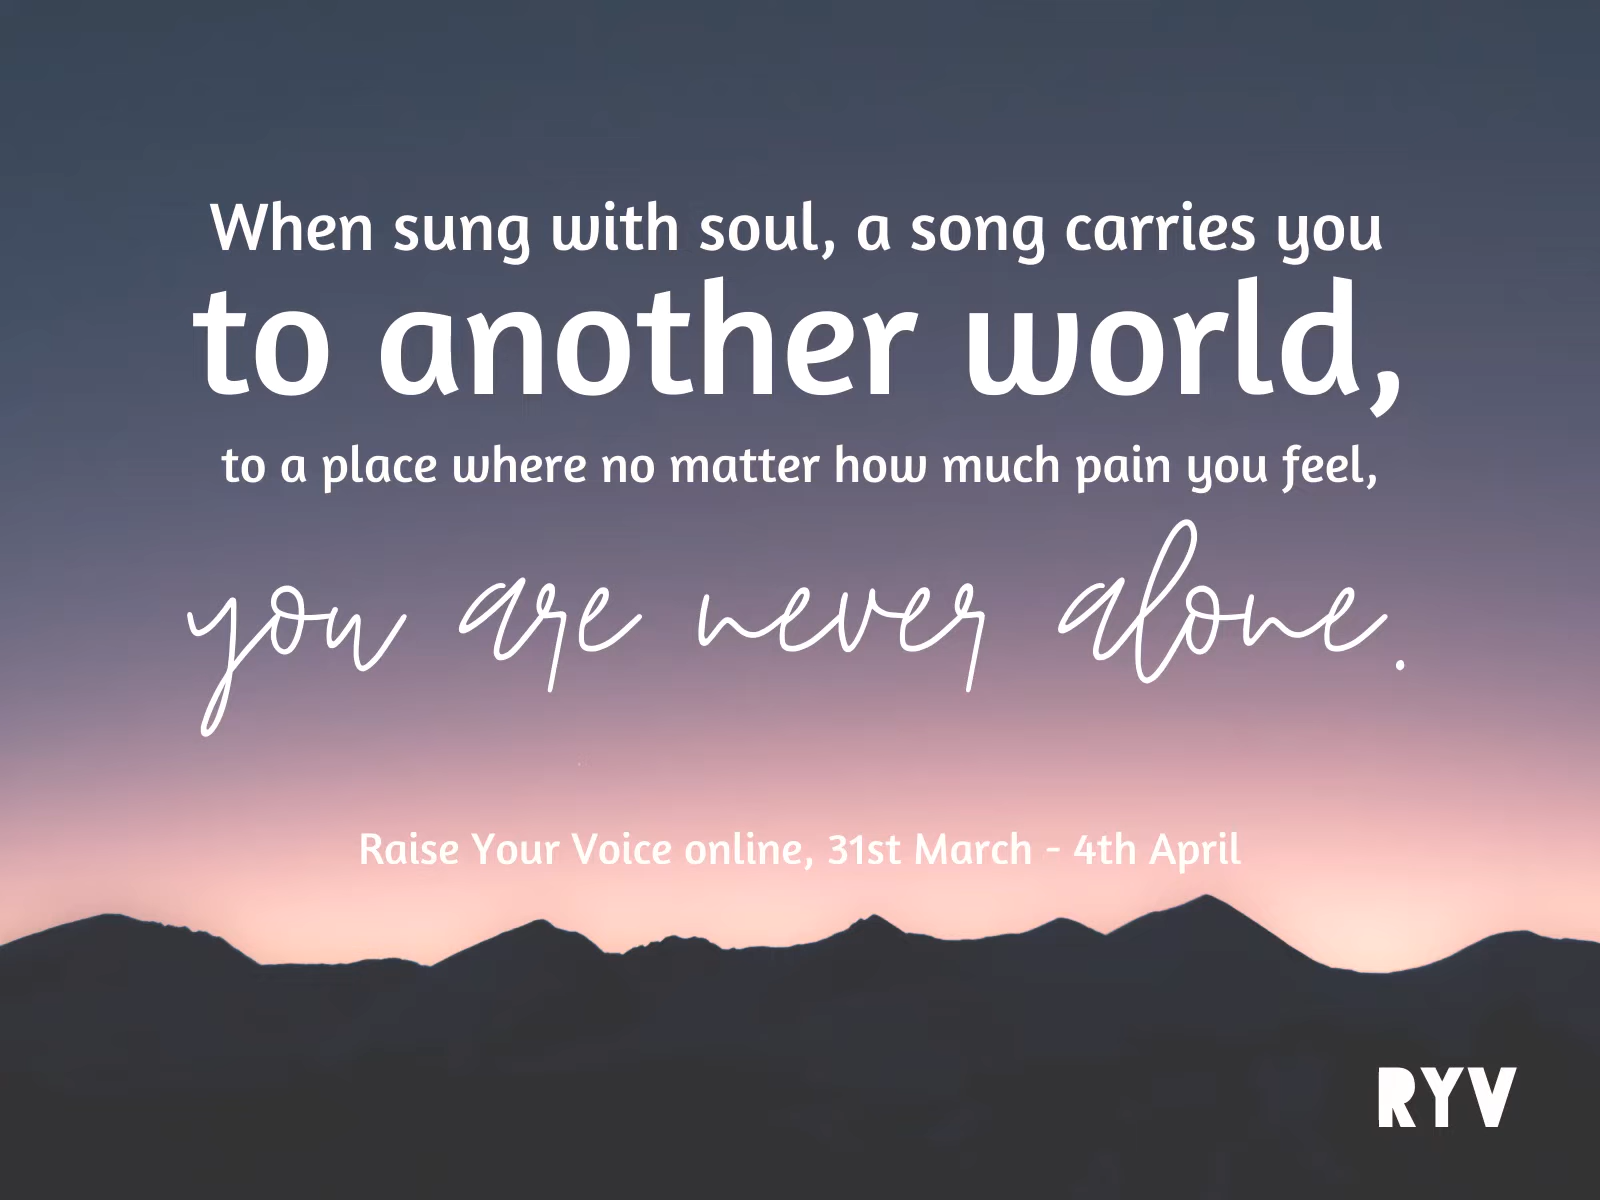 When sung with soul, a song carries you
to another world,
to a place where no matter how much pain you feel,
you are never alone.
Raise Your Voice online, 31st March - 4th April
RYV